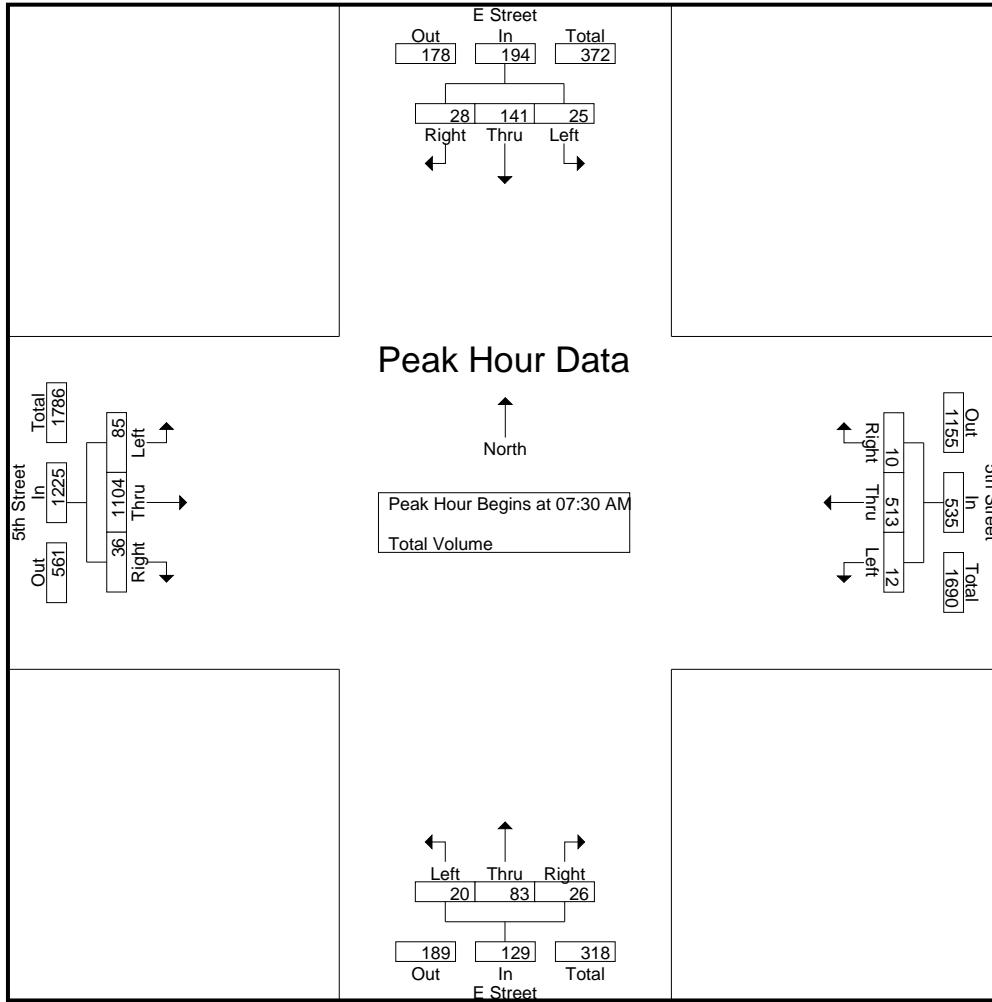 E Street
Out In Total
178 194 372
28 141 25
Right Thru Left
Peak Hour Data
North
Peak Hour Begins at 07:30 AM
Total Volume
5th Street
Out In Total
561 1225 1786
36 1104 85
Right Thru Left
5th Street
Out In Total
1155 535 1690
10 513 12
Right Thru Left
Left Thru Right
20 83 26
189 129 318
Out In Total
E Street